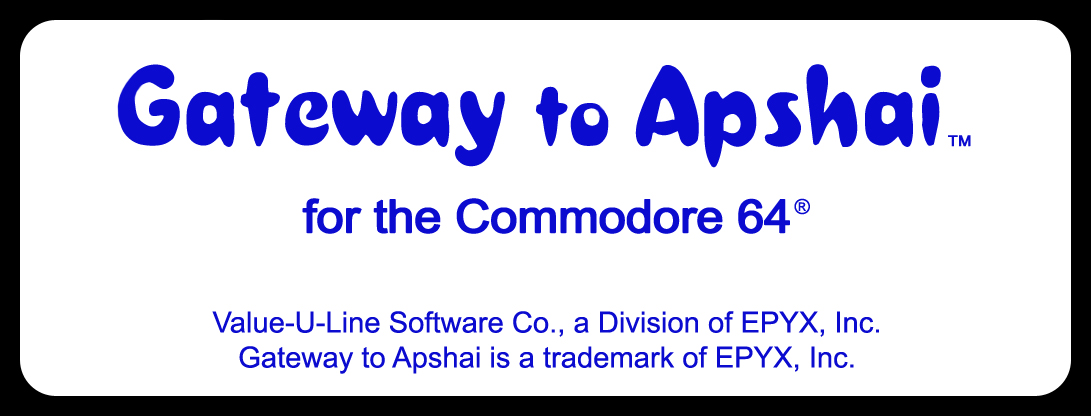 Gateway to Apshai™
for the Commodore 64®
Value-U-Line Software Co., a Division of EPYX, Inc.
Gateway to Apshai is a trademark of EPYX, Inc.